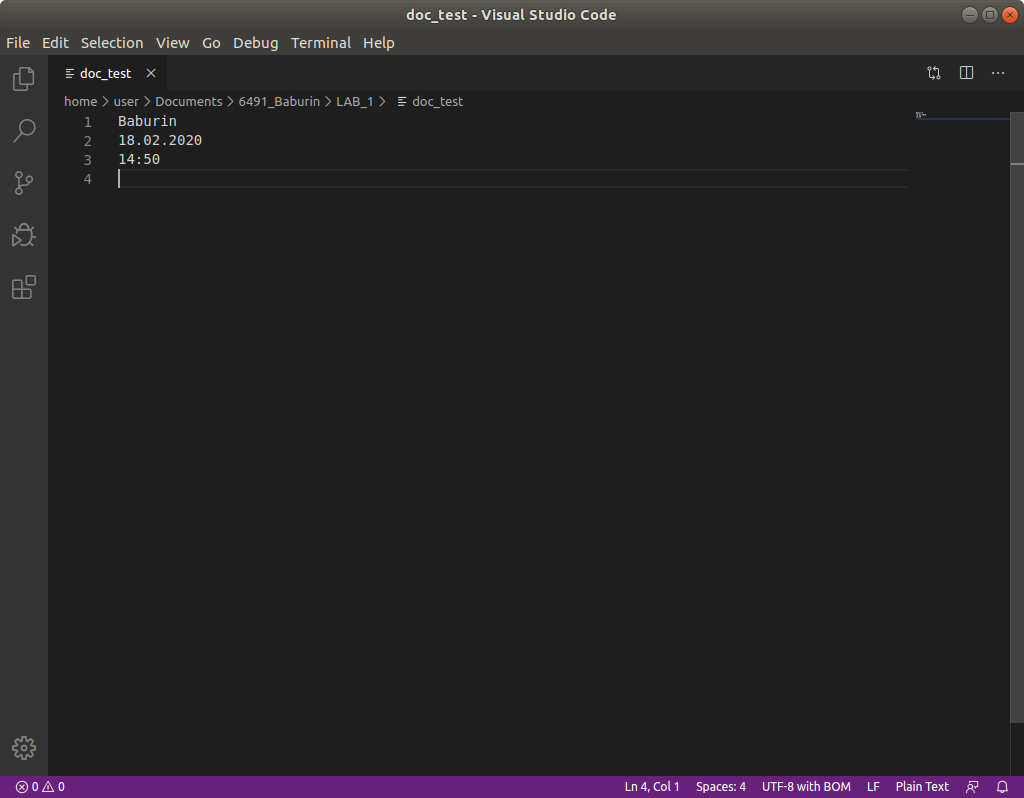 doc_test - Visual Studio Code
File Edit Selection View Go Debug Terminal Help
doc_test
home user Documents 6491_Baburin LAB_1 doc_test
1 Baburin
2 18.02.2020
3 14:50
4
0 0 Ln 4, Col 1 Spaces: 4 UTF-8 with BOM LF Plain Text